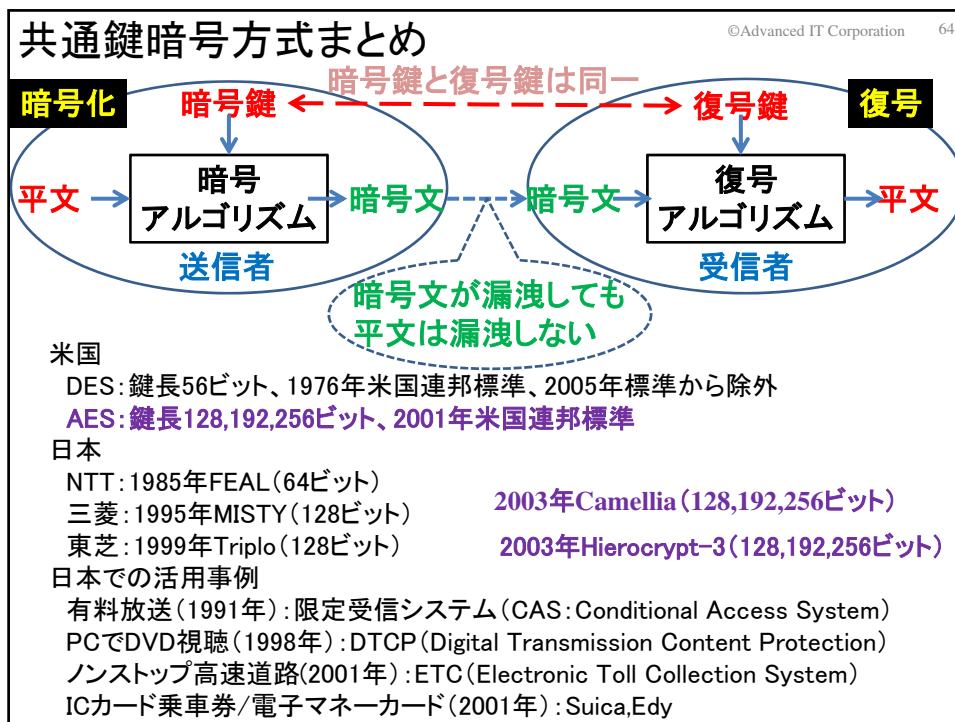 共通鍵暗号方式まとめ
©Advanced IT Corporation 64
暗号鍵と復号鍵は同一
暗号化 暗号鍵 復号鍵 復号
平文 暗号 アルゴリズム 暗号文 暗号文 復号 アルゴリズム 平文
送信者 受信者
暗号文が漏洩しても
平文は漏洩しない
米国
DES:鍵長56ビット、1976年米国連邦標準、2005年標準から除外
AES:鍵長128,192,256ビット、2001年米国連邦標準
日本
NTT:1985年FEAL(64ビット)
三菱:1995年MISTY(128ビット) 2003年Camellia(128,192,256ビット)
東芝:1999年Triplo(128ビット) 2003年Hierocrypt-3(128,192,256ビット)
日本での活用事例
有料放送(1991年):限定受信システム(CAS:Conditional Access System)
PCでDVD視聴(1998年):DTCP(Digital Transmission Content Protection)
ノンストップ高速道路(2001年):ETC(Electronic Toll Collection System)
ICカード乗車券/電子マネーカード(2001年):Suica,Edy